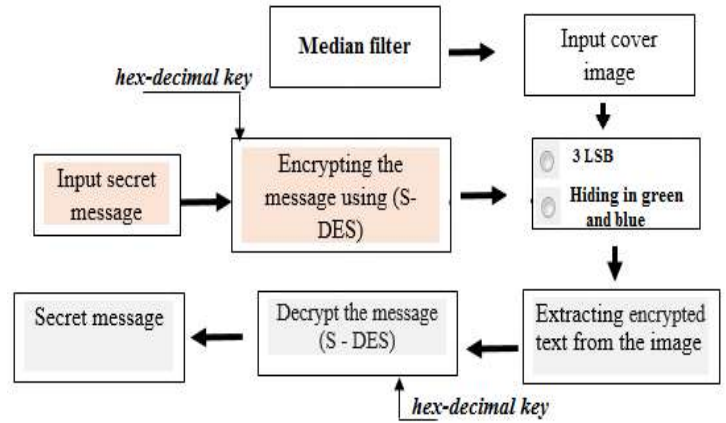 Median filter
Input cover
image
hex-decimal key
Input secret
message
Encrypting the
message using (S-
DES)
3 LSB
Hiding in green
and blue
Secret message
Decrypt the message
(S - DES)
Extracting encrypted
text from the image
hex-decimal key